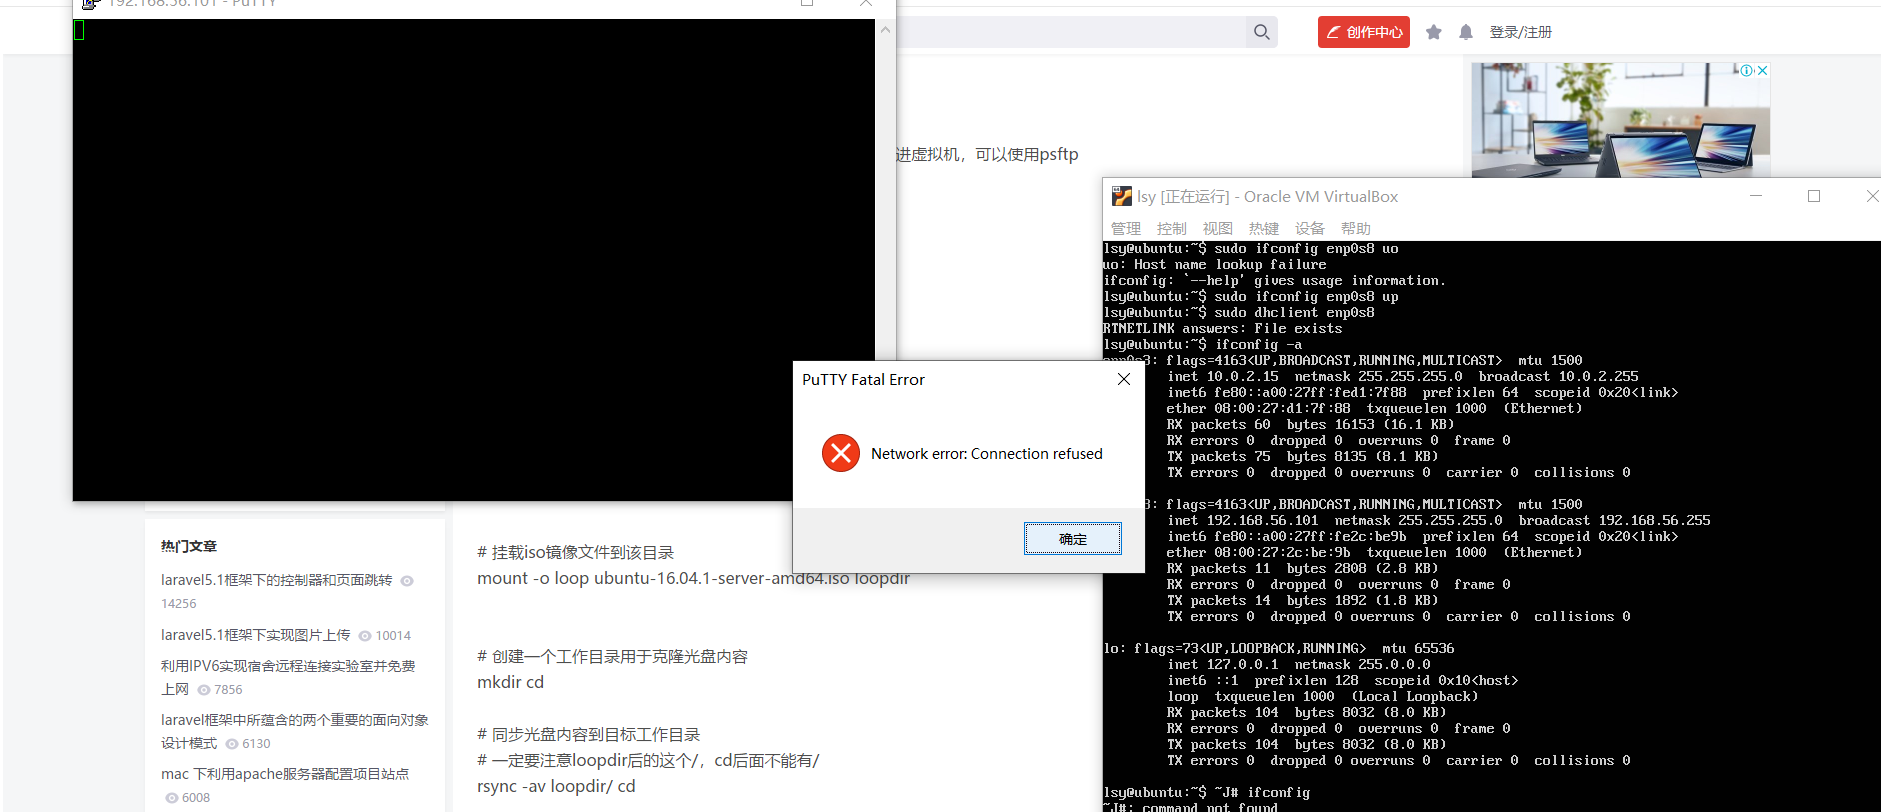 192.168.56.101 - PuTTY
创作中心
登录/注册
进虚拟机，可以使用psftp
lsy [正在运行] - Oracle VM VirtualBox
管理 控制 视图 热键 设备 帮助
lsy@ubuntu:~$ sudo ifconfig enp0s8 uo
uo: Host name lookup failure
ifconfig: `--help' gives usage information.
lsy@ubuntu:~$ sudo ifconfig enp0s8 up
lsy@ubuntu:~$ sudo dhclient enp0s8
RTNETLINK answers: File exists
lsy@ubuntu:~$ ifconfig -a
enp0s3: flags=4163<UP,BROADCAST,RUNNING,MULTICAST> mtu 1500
inet 10.0.2.15 netmask 255.255.255.0 broadcast 10.0.2.255
inet6 fe80::a00:27ff:fed1:7f88 prefixlen 64 scopeid 0x20<link>
ether 08:00:27:d1:7f:88 txqueuelen 1000 (Ethernet)
RX packets 60 bytes 16153 (16.1 KB)
RX errors 0 dropped 0 overruns 0 frame 0
TX packets 75 bytes 8135 (8.1 KB)
TX errors 0 dropped 0 overruns 0 carrier 0 collisions 0
: flags=4163<UP,BROADCAST,RUNNING,MULTICAST> mtu 1500
inet 192.168.56.101 netmask 255.255.255.0 broadcast 192.168.56.255
inet6 fe80::a00:27ff:fe2c:be9b prefixlen 64 scopeid 0x20<link>
ether 08:00:27:2c:be:9b txqueuelen 1000 (Ethernet)
RX packets 11 bytes 2808 (2.8 KB)
RX errors 0 dropped 0 overruns 0 frame 0
TX packets 14 bytes 1892 (1.8 KB)
TX errors 0 dropped 0 overruns 0 carrier 0 collisions 0
lo: flags=73<UP,LOOPBACK,RUNNING> mtu 65536
inet 127.0.0.1 netmask 255.0.0.0
inet6 ::1 prefixlen 128 scopeid 0x10<host>
loop txqueuelen 1000 (Local Loopback)
RX packets 104 bytes 8032 (8.0 KB)
RX errors 0 dropped 0 overruns 0 frame 0
TX packets 104 bytes 8032 (8.0 KB)
TX errors 0 dropped 0 overruns 0 carrier 0 collisions 0
lsy@ubuntu:~$ ~J# ifconfig
~J#: command not found
PuTTY Fatal Error
Network error: Connection refused
确定
热门文章
laravel5.1框架下的控制器和页面跳转
14256
laravel5.1框架下实现图片上传 10014
利用IPV6实现宿舍远程连接实验室并免费
上网 7856
laravel框架中所蕴含的两个重要的面向对象
设计模式 6130
mac 下利用apache服务器配置项目站点
6008
# 挂载iso镜像文件到该目录
mount -o loop ubuntu-16.04.1-server-amd64.iso loopdir
# 创建一个工作目录用于克隆光盘内容
mkdir cd
# 同步光盘内容到目标工作目录
# 一定要注意loopdir后的这个/，cd后面不能有/
rsync -av loopdir/ cd